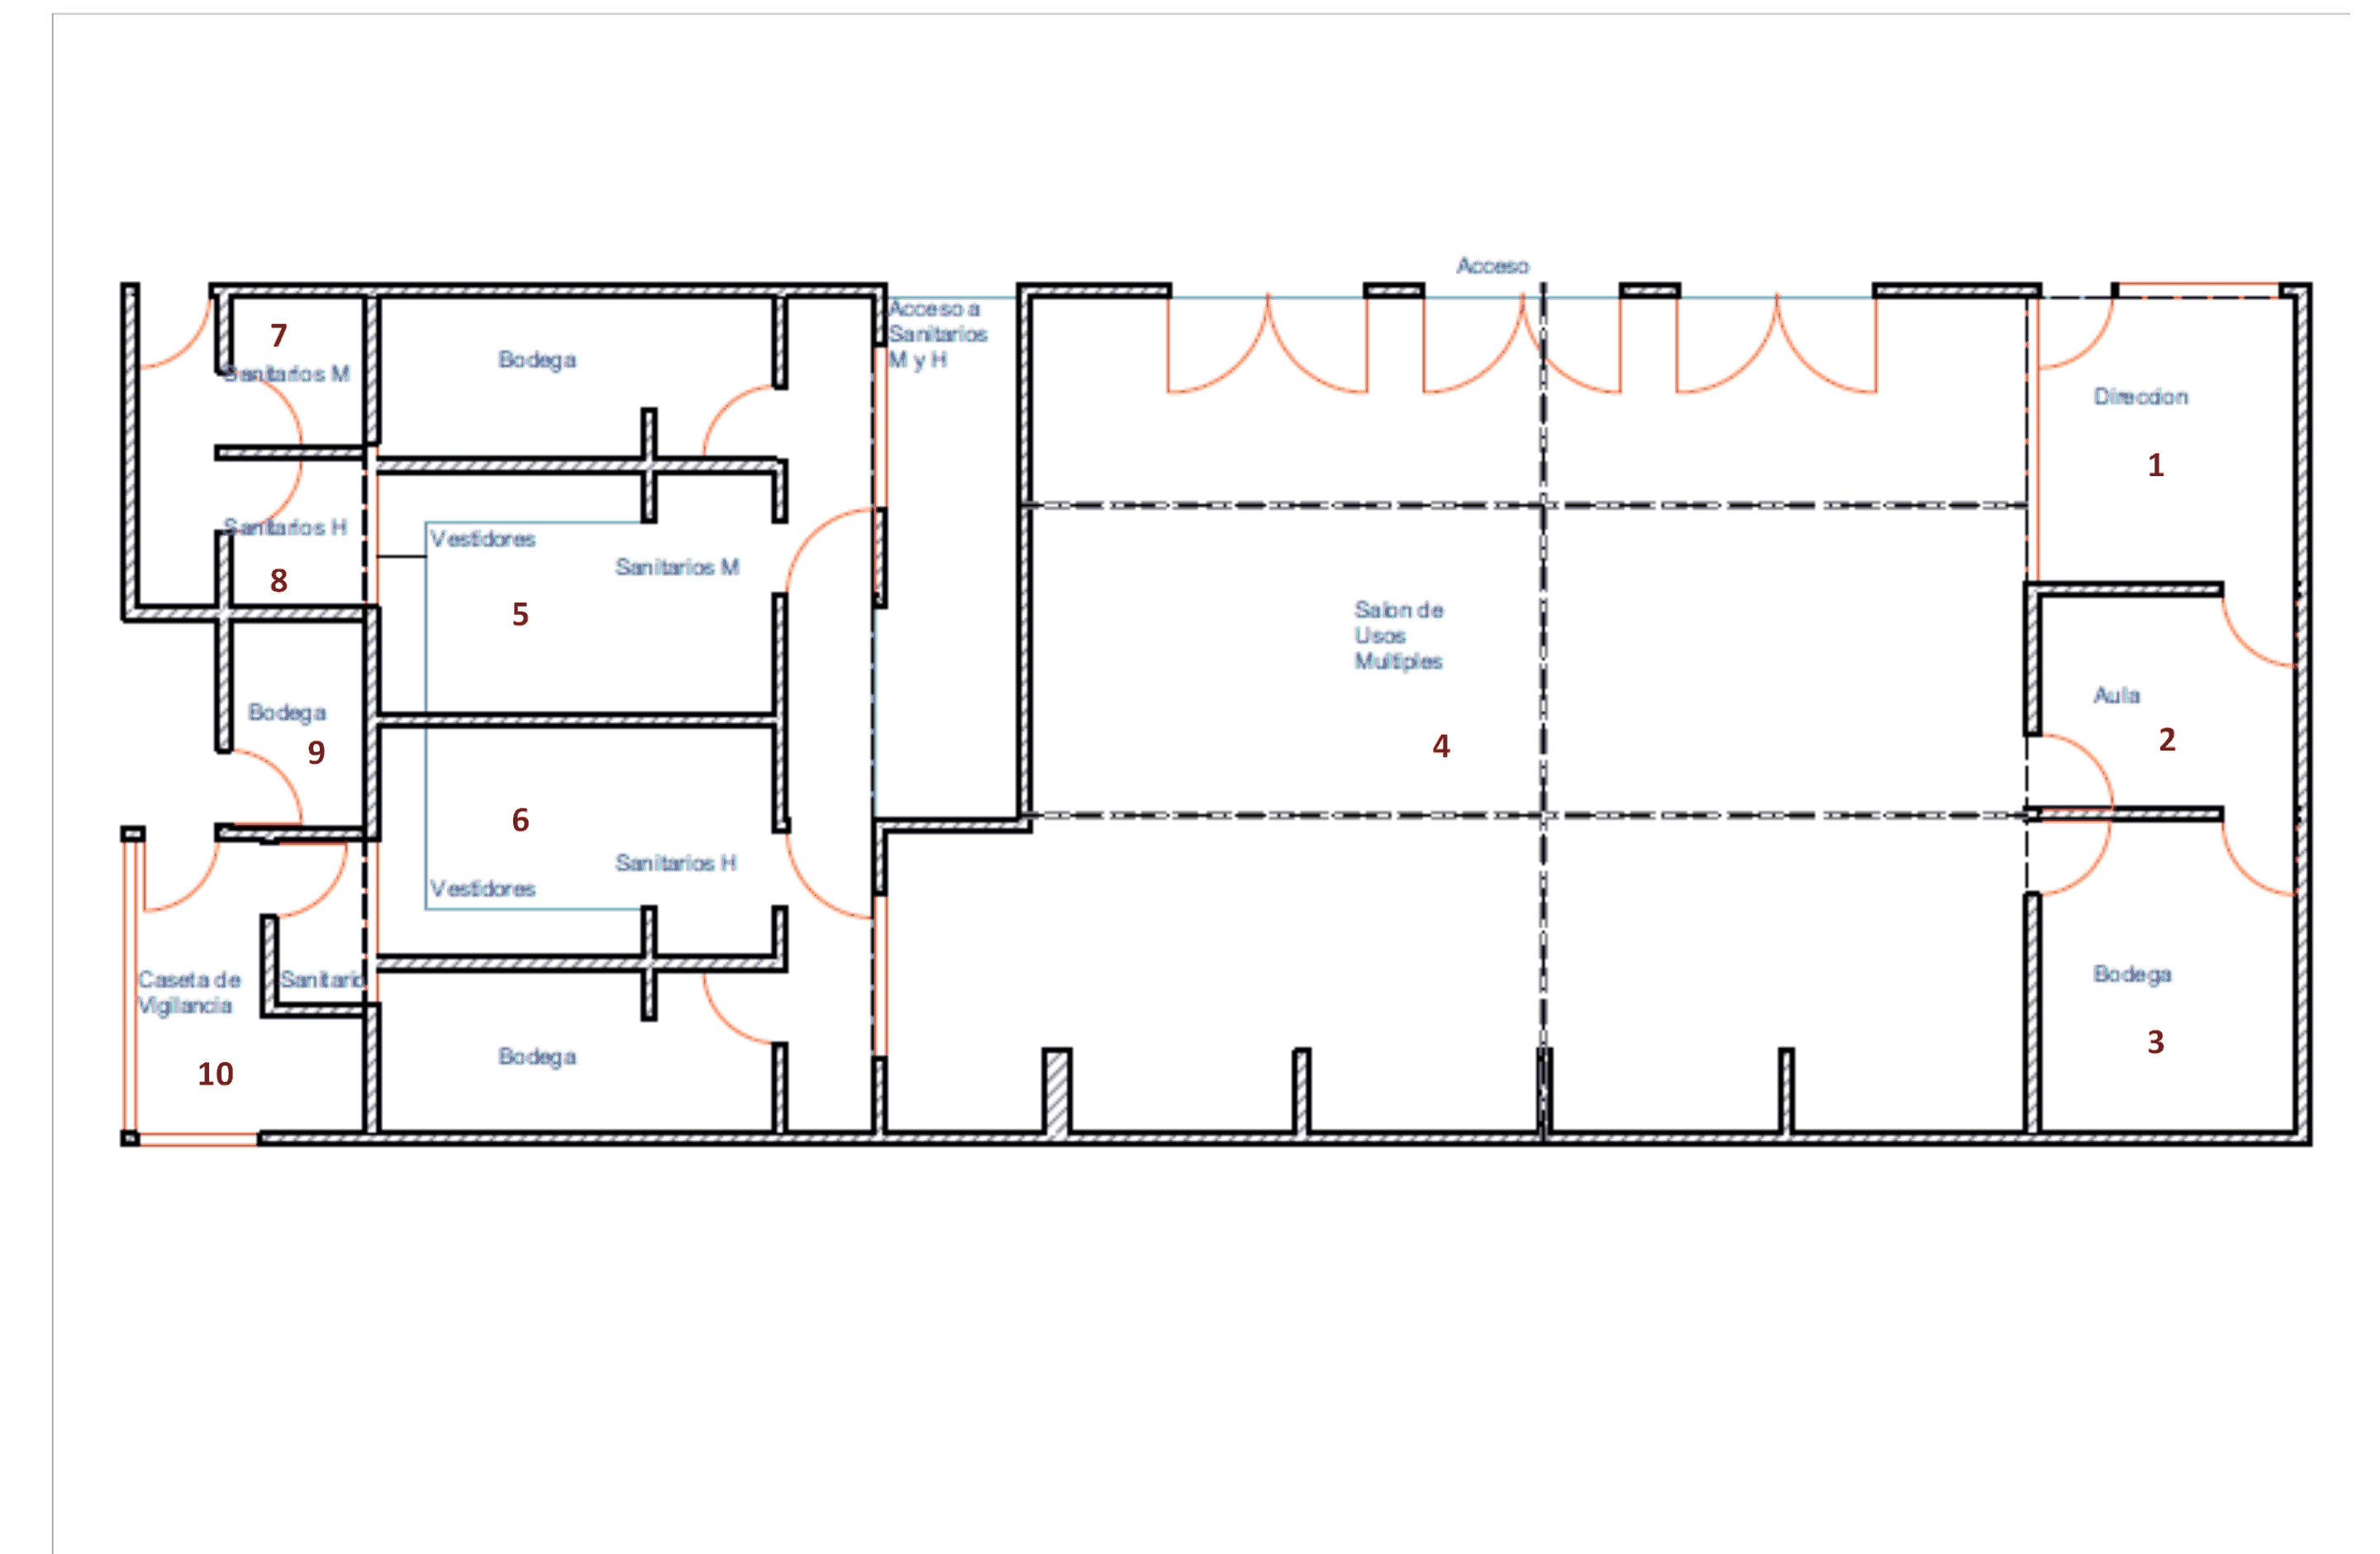 Acceso
Acceso a
Sanitarios
M y H
7
Sanitarios M
Bodega
Direccion
1
Sanitarios H
8
Vestidores
Sanitarios M
5
Salon de
Usos
Multiples
4
Aula
2
Bodega
9
6
Sanitarios H
Vestidores
Caseta de
Vigilancia
Sanitario
10
Bodega
Bodega
3